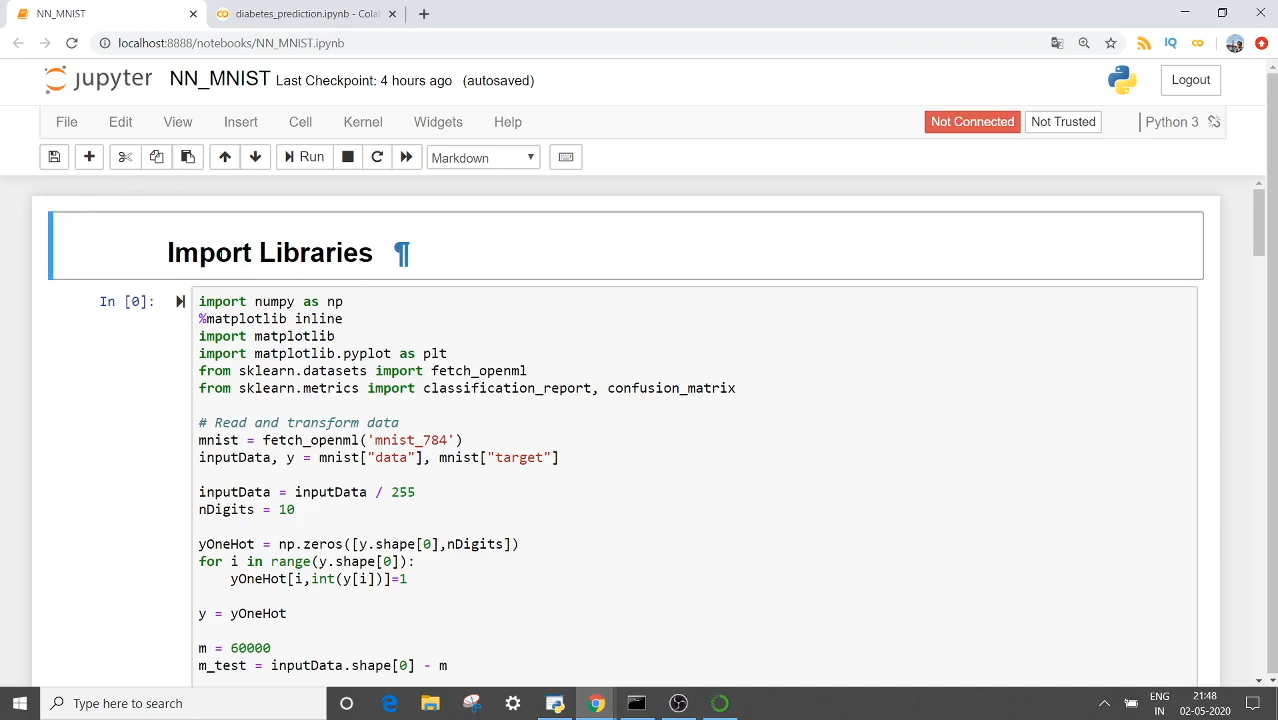 NN_MNIST
diabetes_prediction.ipynb - Cola
localhost:8888/notebooks/NN_MNIST.ipynb
IQ
jupyter NN_MNIST Last Checkpoint: 4 hours ago (autosaved)
Logout
File Edit View Insert Cell Kernel Widgets Help
Not Connected Not Trusted Python 3
Run Markdown
Import Libraries ¶
In [0]:
import numpy as np
%matplotlib inline
import matplotlib
import matplotlib.pyplot as plt
from sklearn.datasets import fetch_openml
from sklearn.metrics import classification_report, confusion_matrix
# Read and transform data
mnist = fetch_openml('mnist_784')
inputData, y = mnist["data"], mnist["target"]
inputData = inputData / 255
nDigits = 10
yOneHot = np.zeros([y.shape[0],nDigits])
for i in range(y.shape[0]:
yOneHot[i,int(y[i])]=1
y = yOneHot
m = 60000
m_test = inputData.shape[0] - m
Type here to search
ENG
IN
21:48
02-05-2020